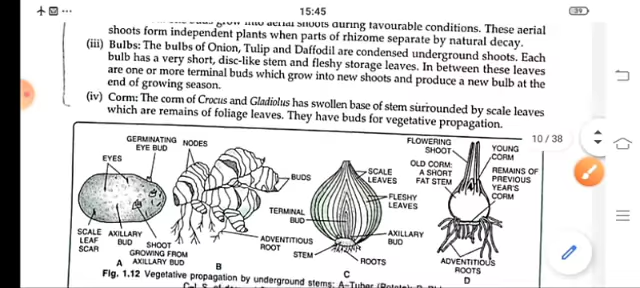 15:45
39
shoots form independent plants when parts of rhizome separate by natural decay.
(iii) Bulbs: The bulbs of Onion, Tulip and Daffodil are condensed underground shoots. Each
bulb has a very short, disc-like stem and fleshy storage leaves. In between these leaves
are one or more terminal buds which grow into new shoots and produce a new bulb at the
end of growing season.
(iv) Corm: The corm of Crocus and Gladiolus has swollen base of stem surrounded by scale leaves
which are remains of foliage leaves. They have buds for vegetative propagation.
10/38
GERMINATING
EYE BUD
NODES
EYES
BUDS
SCALE
LEAF
SCAR
AXILLARY
BUD
SHOOT
GROWING FROM
AXILLARY BUD
A
ADVENTITIOUS
ROOT
B
TERMINAL
BUD
STEM
SCALE
LEAVES
FLESHY
LEAVES
AXILLARY
BUD
ROOTS
C
FLOWERING
SHOOT
OLD CORM:
A SHORT
FAT STEM
YOUNG
CORM
REMAINS OF
PREVIOUS
YEAR'S
CORM
ADVENTITIOUS
ROOTS
D
Fig. 1.12 Vegetative propagation by underground stems: A-Tuber